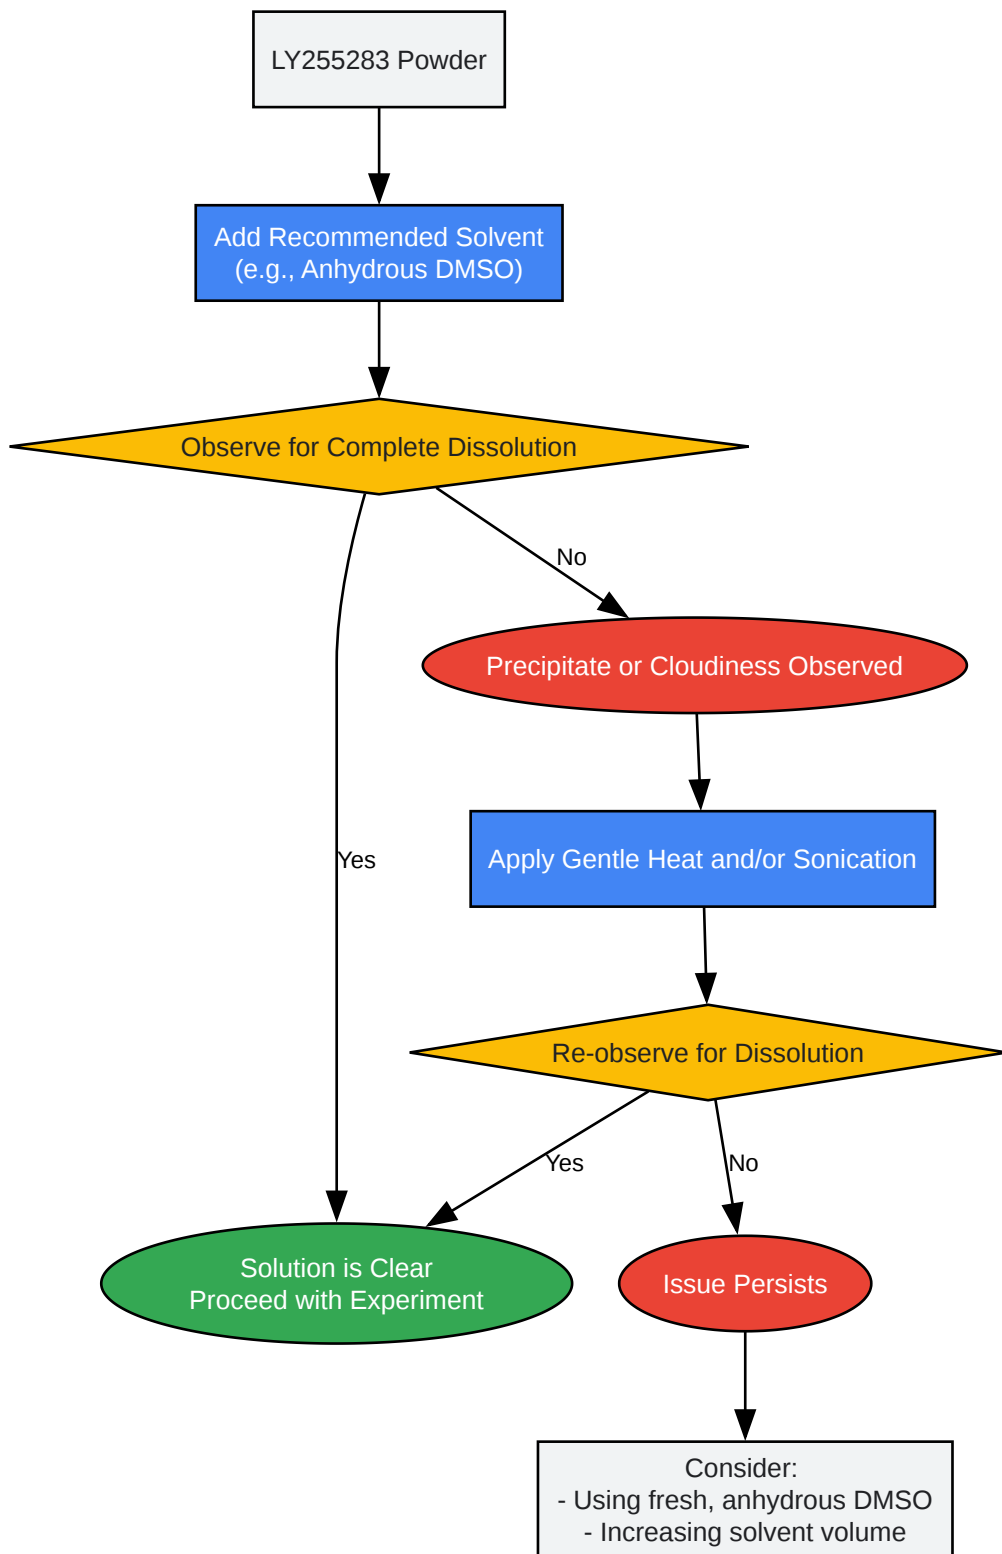 LY255283 Powder
Add Recommended Solvent
(e.g., Anhydrous DMSO)
Observe for Complete Dissolution
No
Precipitate or Cloudiness Observed
Yes
Apply Gentle Heat and/or Sonication
Re-observe for Dissolution
Yes
No
Solution is Clear
Proceed with Experiment
Issue Persists
Consider:
- Using fresh, anhydrous DMSO
- Increasing solvent volume